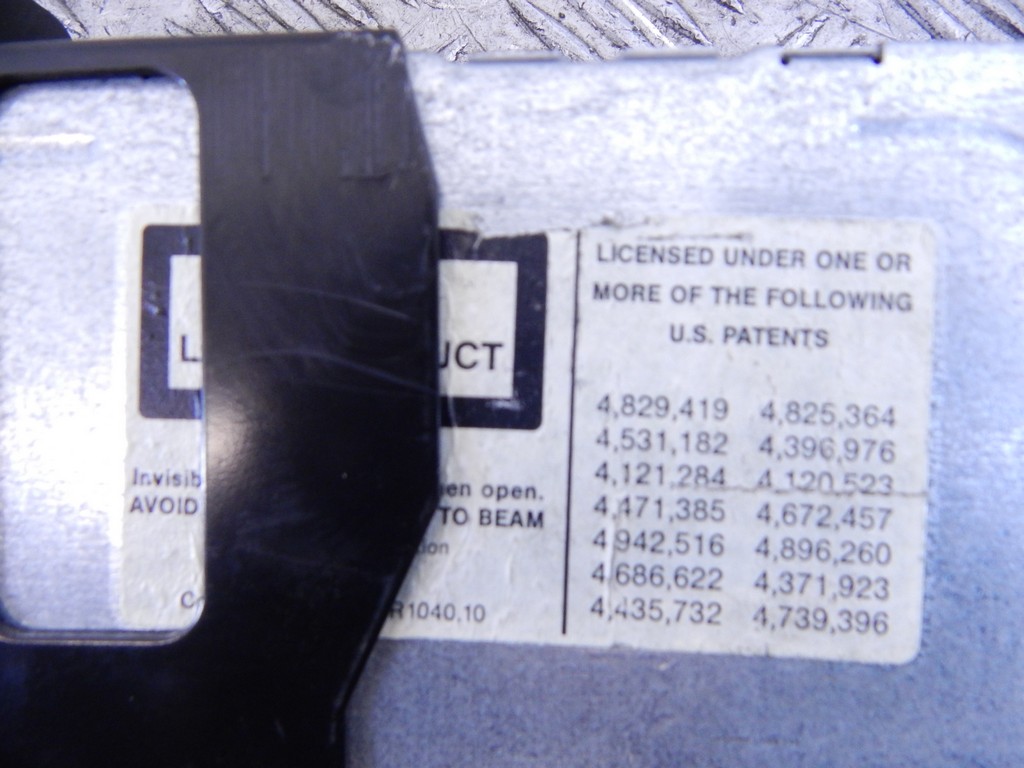 UCT
Invisib
en open.
AVOID
TO BEAM
tion
R1040.10
LICENSED UNDER ONE OR
MORE OF THE FOLLOWING
U.S. PATENTS
4,829,419 4,825,364
4,531,182 4,396,976
4,121,284 4,120,523
4,471,385 4,672,457
4,942,516 4,896,260
4,686,622 4,371,923
4,435,732 4,739,396